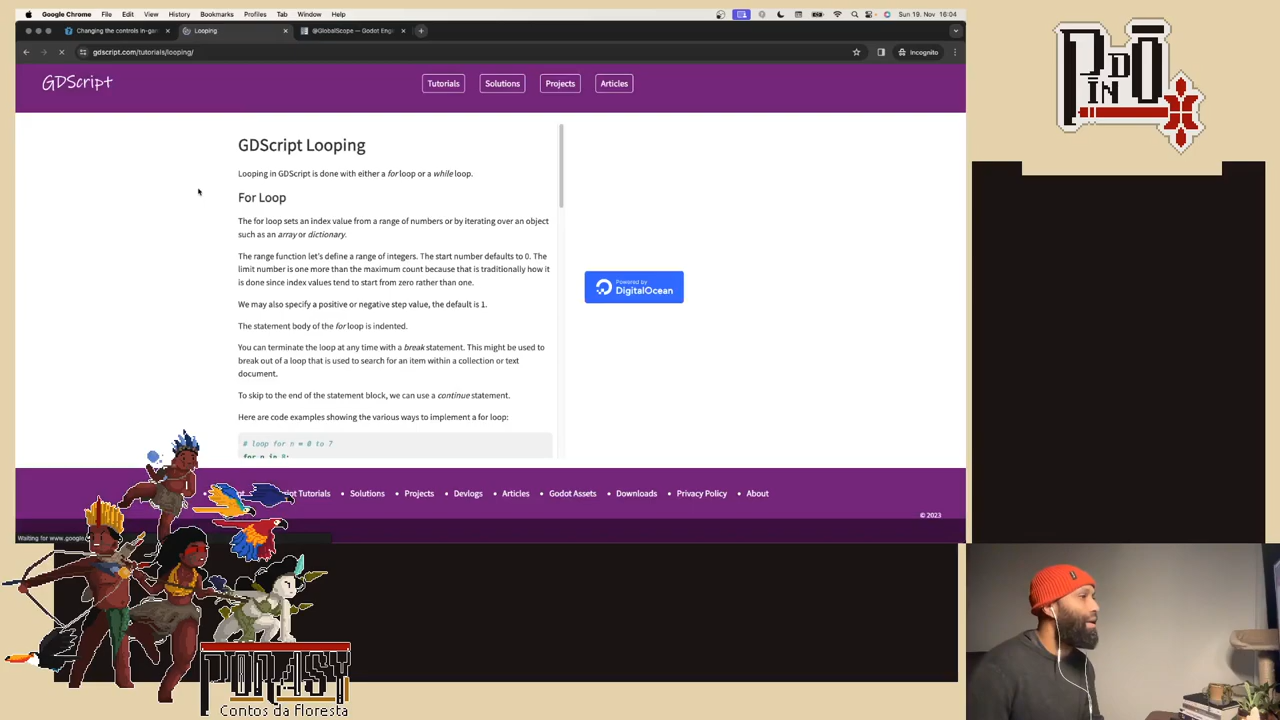 Google Chrome File Edit View History Bookmarks Profiles Tab Window Help Sun 19. Nov 16:04
Changing the controls in-gam Looping @GlobalScope — Godot Eng
gdscript.com/tutorials/looping/ Incognito
GDScript Tutorials Solutions Projects Articles
GDScript Looping
Looping in GDScript is done with either a for loop or a while loop.
For Loop
The for loop sets an index value from a range of numbers or by iterating over an object
such as an array or dictionary.
The range function let's define a range of integers. The start number defaults to 0. The
limit number is one more than the maximum count because that is traditionally how it
is done since index values tend to start from zero rather than one.
We may also specify a positive or negative step value, the default is 1.
The statement body of the for loop is indented.
You can terminate the loop at any time with a break statement. This might be used to
break out of a loop that is used to search for an item within a collection or text
document.
To skip to the end of the statement block, we can use a continue statement.
Here are code examples showing the various ways to implement a for loop:
# loop for n = 0 to 7
for n in 8:
Powered by
DigitalOcean
Tutorials • Solutions • Projects • Devlogs • Articles • Godot Assets • Downloads • Privacy Policy • About
© 2023
Waiting for www.google.
PORASY
Contos da floresta
PINDO